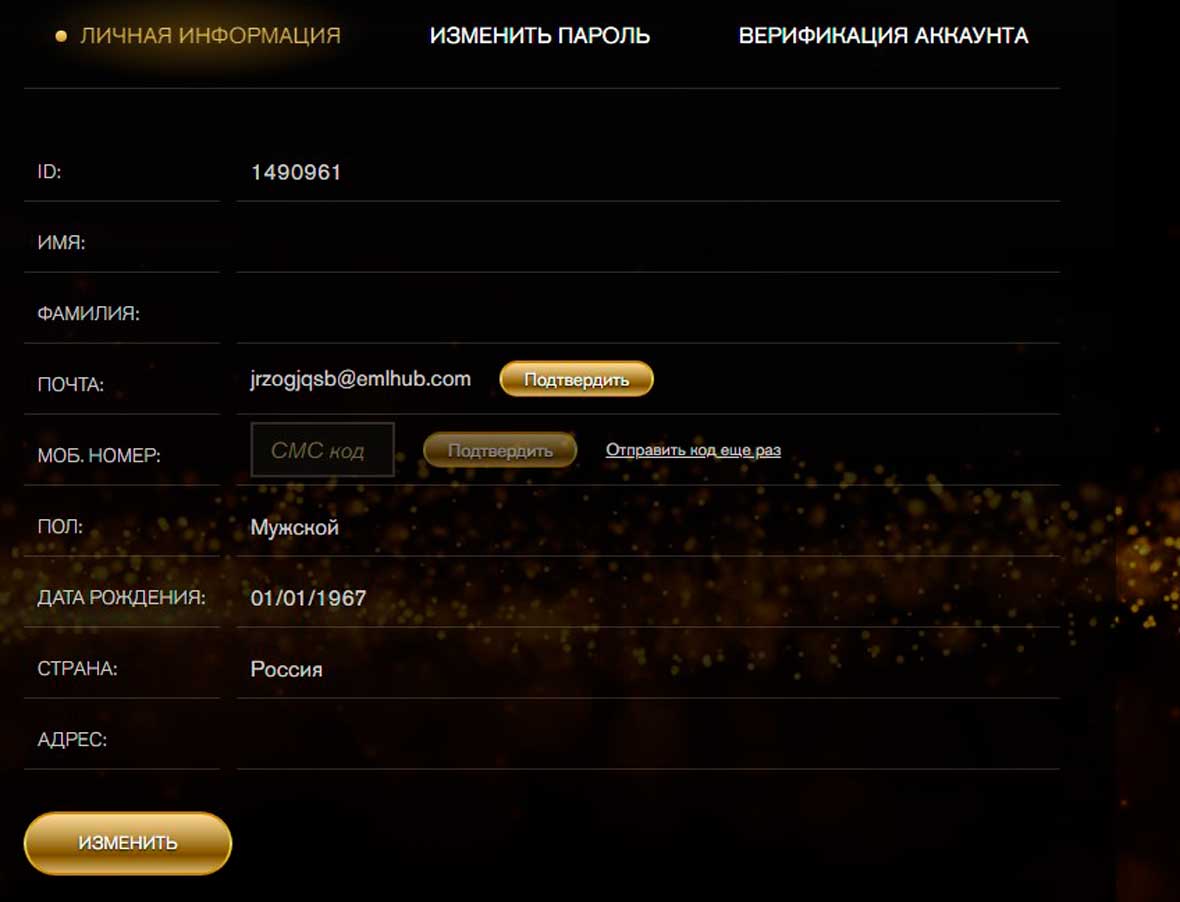 ЛИЧНАЯ ИНФОРМАЦИЯ ИЗМЕНИТЬ ПАРОЛЬ ВЕРИФИКАЦИЯ АККАУНТА
ID: 1490961
ИМЯ:
ФАМИЛИЯ:
ПОЧТА: jrzogjqsb@emlhub.com Подтвердить
МОБ. НОМЕР: СМС код Подтвердить Отправить код еще раз
ПОЛ: Мужской
ДАТА РОЖДЕНИЯ: 01/01/1967
СТРАНА: Россия
АДРЕС:
ИЗМЕНИТЬ